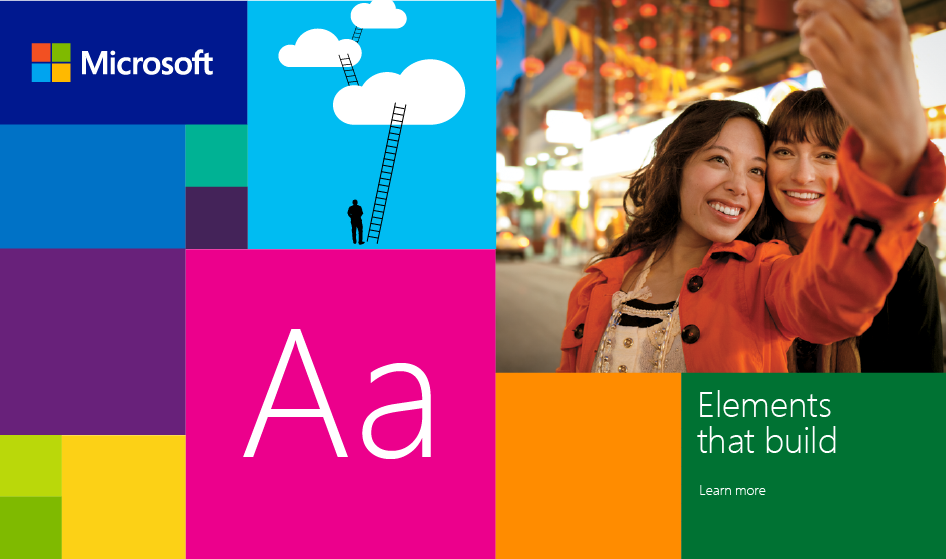 Microsoft
Aa
Elements
that build
Learn more